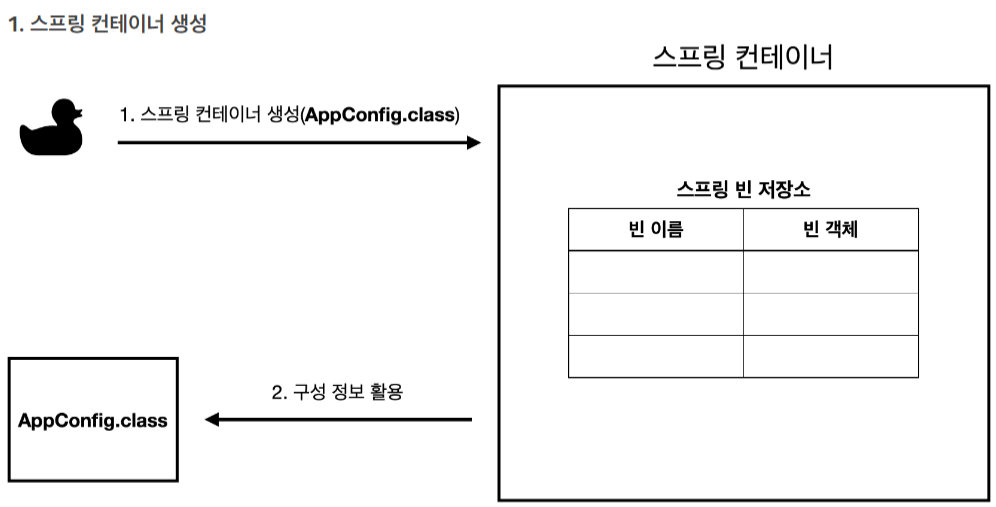 1. 스프링 컨테이너 생성
스프링 컨테이너
1. 스프링 컨테이너 생성(AppConfig.class)
스프링 빈 저장소
빈 이름 빈 객체
2. 구성 정보 활용
AppConfig.class